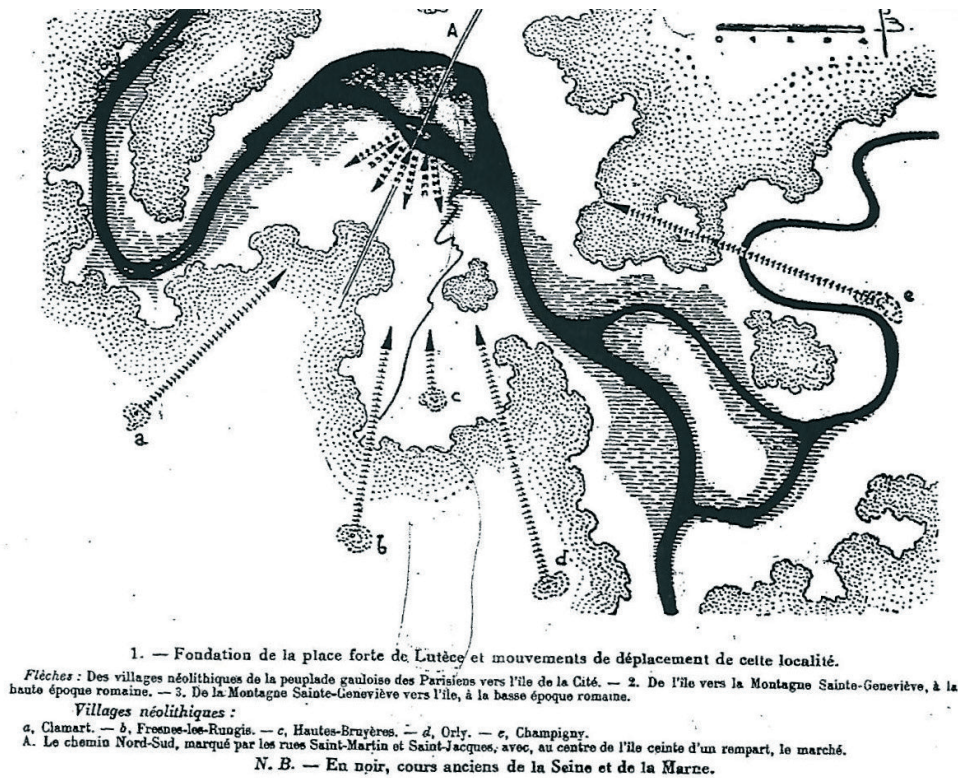 A
0 1 2 3 4
e
a
c
b
d
1. — Fondation de la place forte de Lutèce et mouvements de déplacement de cette localité.
Flèches : Des villages néolithiques de la peuplade gauloise des Parisiens vers l'île de la Cité. — 2. De l'île vers la Montagne Sainte-Geneviève, à la
haute époque romaine. — 3. De la Montagne Sainte-Geneviève vers l'île, à la basse époque romaine.
Villages néolithiques :
a, Clamart. — b, Fresnes-les-Rungis. — c, Hautes-Bruyères. — d, Orly. — e, Champigny.
A. Le chemin Nord-Sud, marqué par les rues Saint-Martin et Saint-Jacques, avec, au centre de l'île ceinte d'un rempart, le marché.
N. B. — En noir, cours anciens de la Seine et de la Marne.